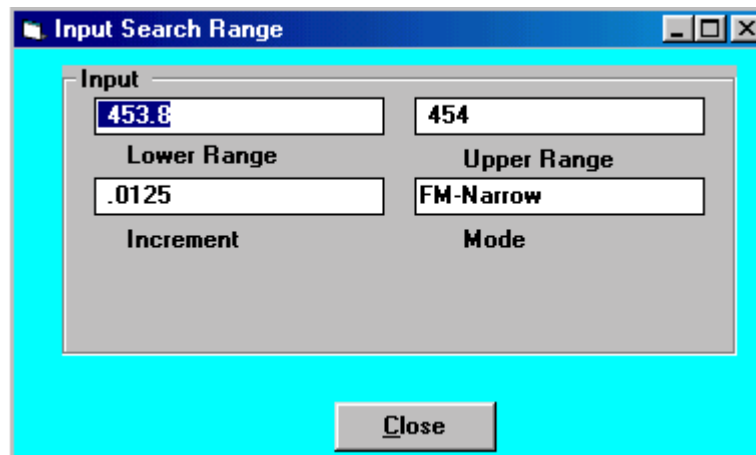 Input Search Range
Input
453.8 454
Lower Range Upper Range
.0125 FM-Narrow
Increment Mode
Close